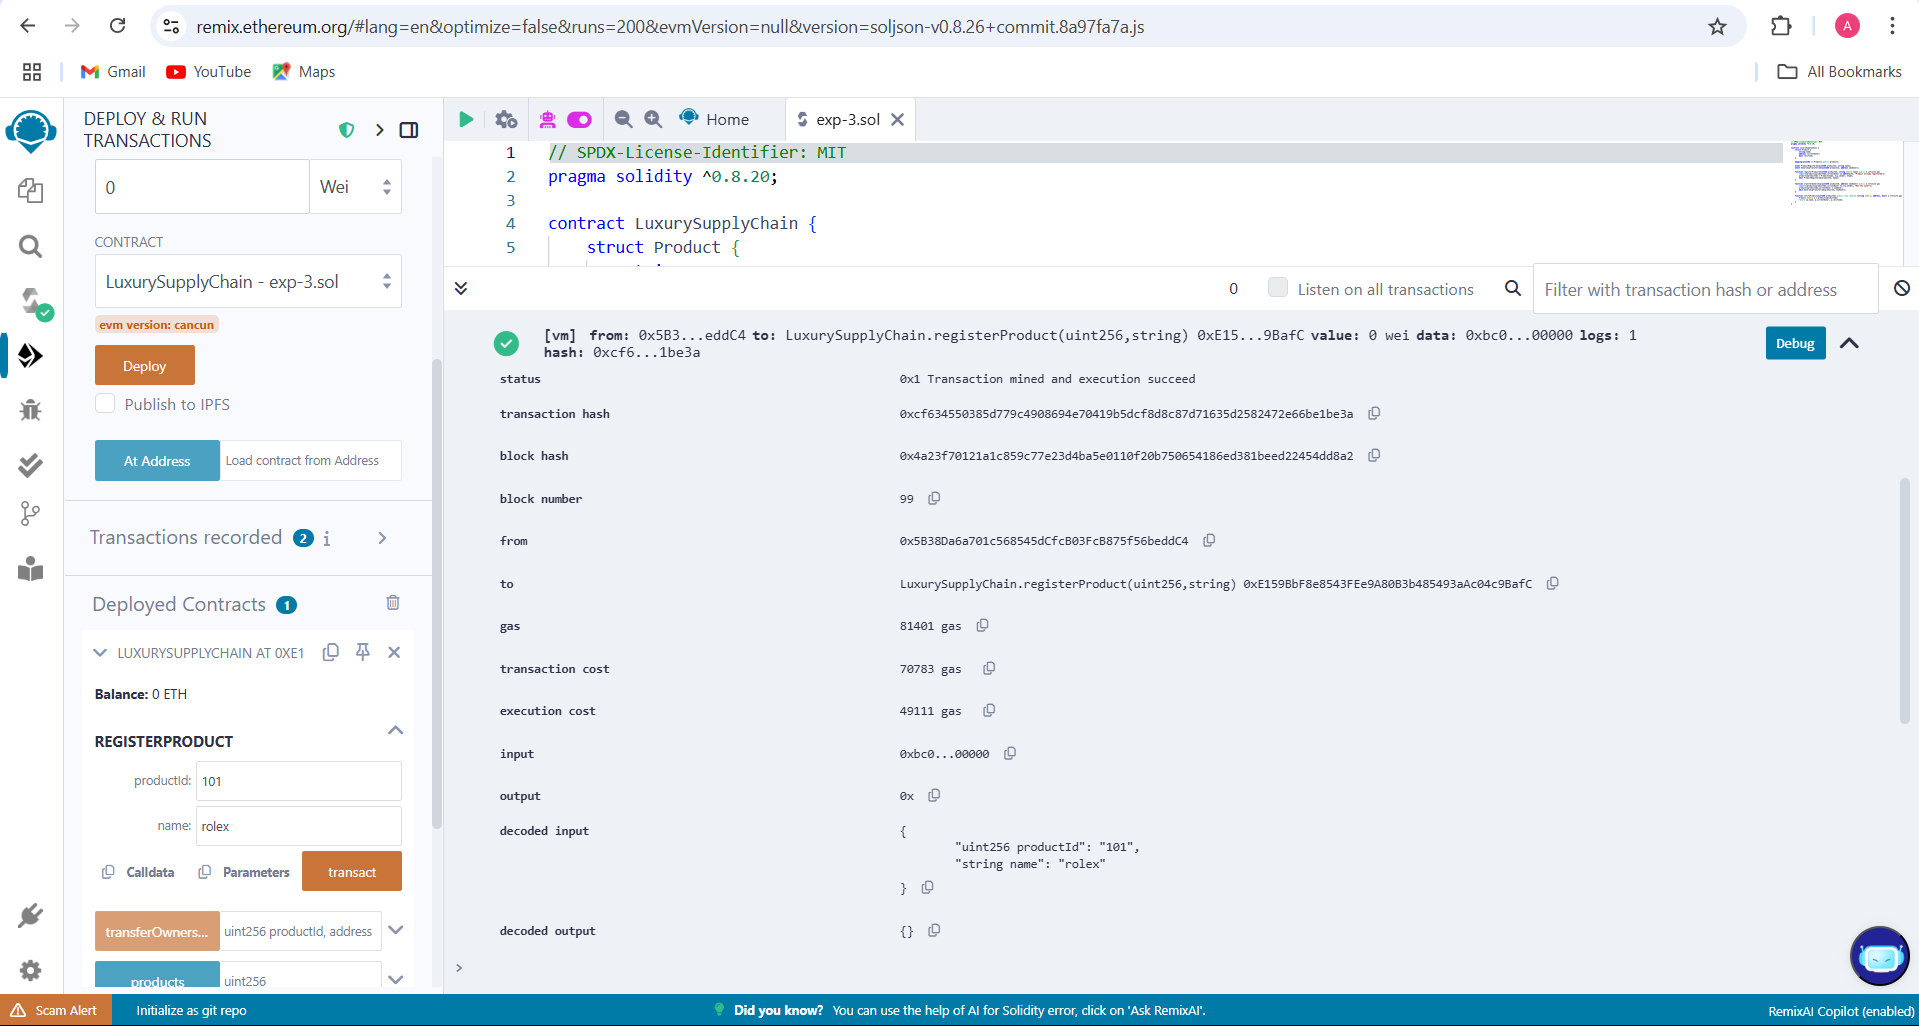 remix.ethereum.org/#lang=en&optimize=false&runs=200&evmVersion=null&version=soljson-v0.8.26+commit.8a97fa7a.js
A
Gmail
YouTube
Maps
All Bookmarks
DEPLOY & RUN
TRANSACTIONS
0
Wei
CONTRACT
LuxurySupplyChain - exp-3.sol
evm version: cancun
Deploy
Publish to IPFS
At Address
Load contract from Address
Transactions recorded 2 i
Deployed Contracts 1
LUXURYSUPPLYCHAIN AT 0XE1
Balance: 0 ETH
REGISTERPRODUCT
productId: 101
name: rolex
Calldata
Parameters
transact
transferOwners...
uint256 productId, address
products
uint256
Home
exp-3.sol
1 // SPDX-License-Identifier: MIT
2 pragma solidity ^0.8.20;
3
4 contract LuxurySupplyChain {
5 struct Product {
0
Listen on all transactions
Filter with transaction hash or address
[vm] from: 0x5B3...eddC4 to: LuxurySupplyChain.registerProduct(uint256,string) 0xE15...9BafC value: 0 wei data: 0xbc0...00000 logs: 1
hash: 0xcf6...1be3a
Debug
status 0x1 Transaction mined and execution succeed
transaction hash 0xcf634550385d779c4908694e70419b5dcf8d8c87d71635d2582472e66be1be3a
block hash 0x4a23f70121a1c859c77e23d4ba5e0110f20b750654186ed381beed22454dd8a2
block number 99
from 0x5B38Da6a701c568545dCfcB03FcB875f56beddC4
to LuxurySupplyChain.registerProduct(uint256,string) 0xE159BbF8e8543FEe9A80B3b485493aAc04c9BafC
gas 81401 gas
transaction cost 70783 gas
execution cost 49111 gas
input 0xbc0...00000
output 0x
decoded input {
"uint256 productId": "101",
"string name": "rolex"
}
decoded output {}
>
Scam Alert
Initialize as git repo
Did you know? You can use the help of AI for Solidity error, click on 'Ask RemixAI'.
RemixAI Copilot (enabled)